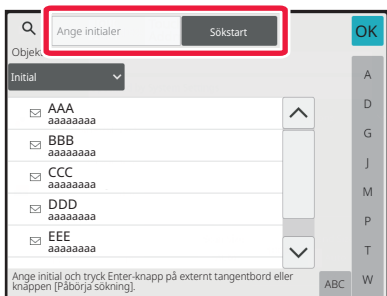 Ange initialer
Sökstart
OK
Objek
Initial
AAA
aaaaaaaa
BBB
aaaaaaaa
CCC
aaaaaaaa
DDD
aaaaaaaa
EEE
aaaaaaaa
A
D
G
J
M
P
T
W
ABC
Ange initial och tryck Enter-knapp på externt tangentbord eller
knappen [Påbörja sökning].